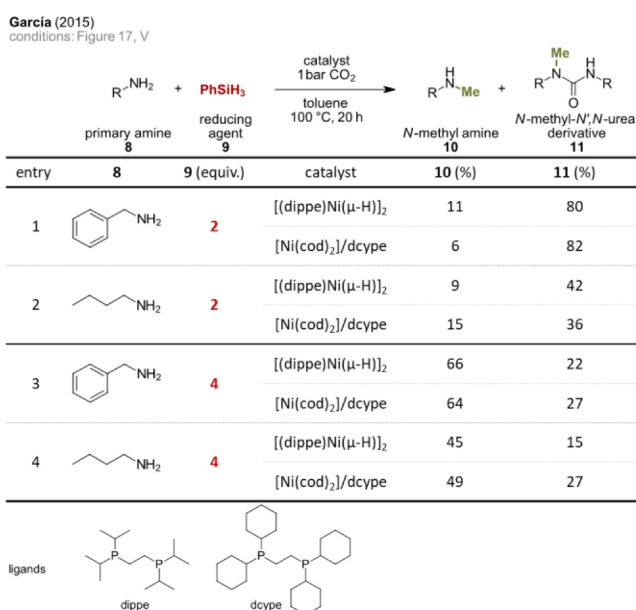 García (2015)
conditions: Figure 17, V
R NH2 + PhSiH3 catalyst 1 bar CO2 toluene 100 °C, 20 h R H N Me + R Me N O H N R
primary amine 8
reducing agent 9
N-methyl amine 10
N-methyl-N',N-urea derivative 11
entry 8 9 (equiv.) catalyst 10 (%) 11 (%)
1 NH2 2 [(dippe)Ni(μ-H)]2 11 80
[Ni(cod)2]/dcype 6 82
2 NH2 2 [(dippe)Ni(μ-H)]2 9 42
[Ni(cod)2]/dcype 15 36
3 NH2 4 [(dippe)Ni(μ-H)]2 66 22
[Ni(cod)2]/dcype 64 27
4 NH2 4 [(dippe)Ni(μ-H)]2 45 15
[Ni(cod)2]/dcype 49 27
ligands
P P
dippe
P P
dcype